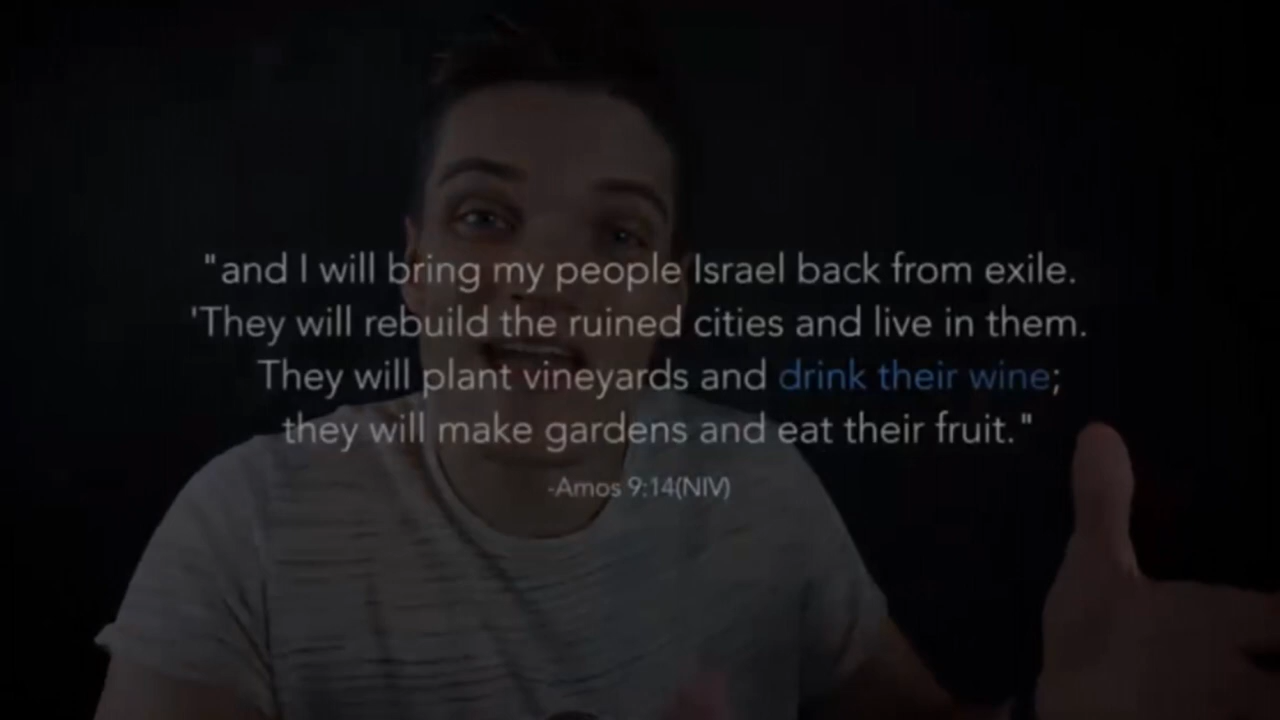 "and I will bring my people Israel back from exile.
'They will rebuild the ruined cities and live in them.
They will plant vineyards and drink their wine;
they will make gardens and eat their fruit."
-Amos 9:14(NIV)